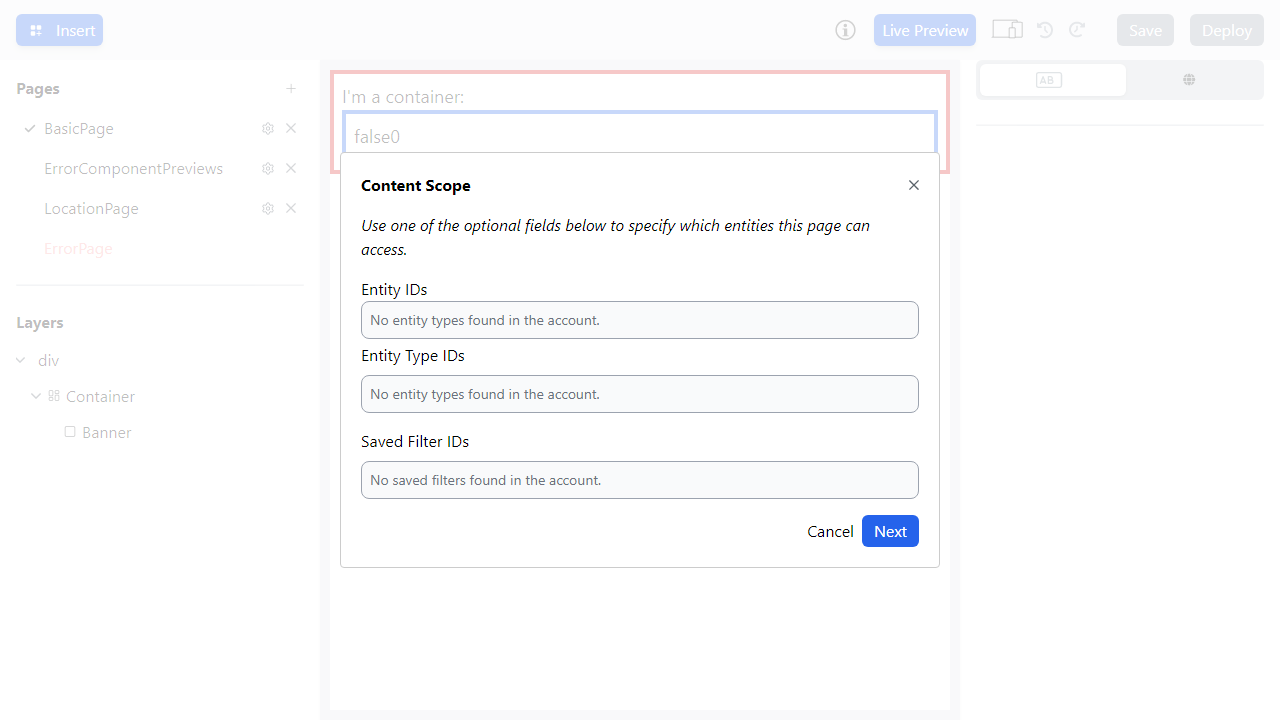 Insert
Live Preview
Save
Deploy
Pages
BasicPage
ErrorComponentPreviews
LocationPage
ErrorPage
Layers
div
Container
Banner
I'm a container:
false0
Content Scope
Use one of the optional fields below to specify which entities this page can
access.
Entity IDs
No entity types found in the account.
Entity Type IDs
No entity types found in the account.
Saved Filter IDs
No saved filters found in the account.
Cancel
Next
AB